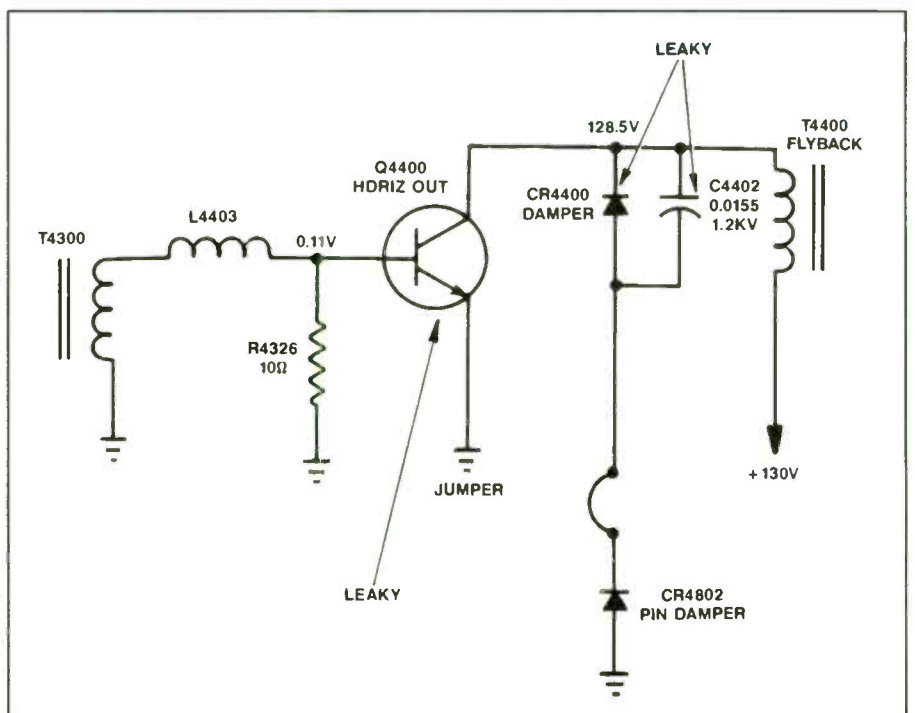 LEAKY
128.5V
T4400
FLYBACK
Q4400
HDRIZ OUT
CR4400
DAMPER
C4402
0.0155
1.2KV
T4300
L4403
0.11V
R4326
10Ω
JUMPER
+130V
LEAKY
CR4802
PIN DAMPER